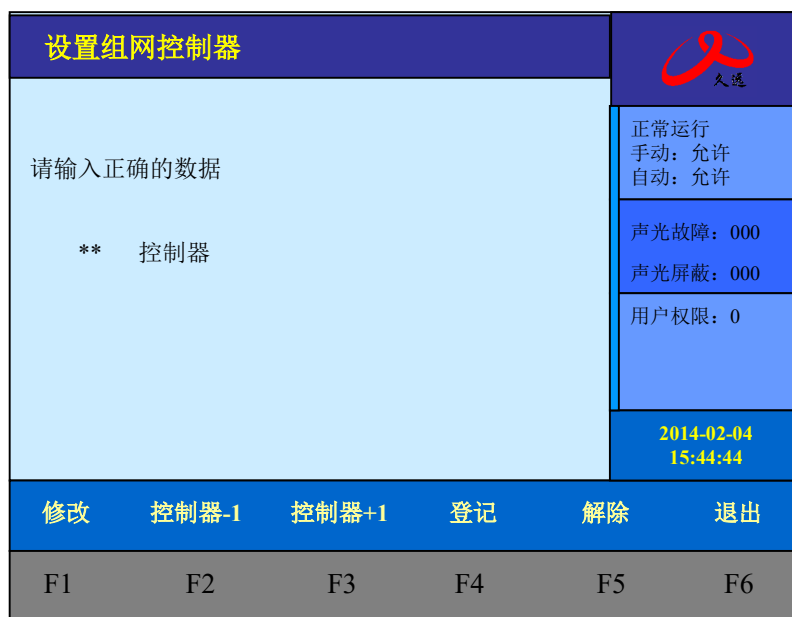 设置组网控制器
久远
正常运行
手动：允许
自动：允许
请输入正确的数据
声光故障：000
** 控制器
声光屏蔽：000
用户权限：0
2014-02-04
15:44:44
修改 控制器-1 控制器+1 登记 解除 退出
F1 F2 F3 F4 F5 F6